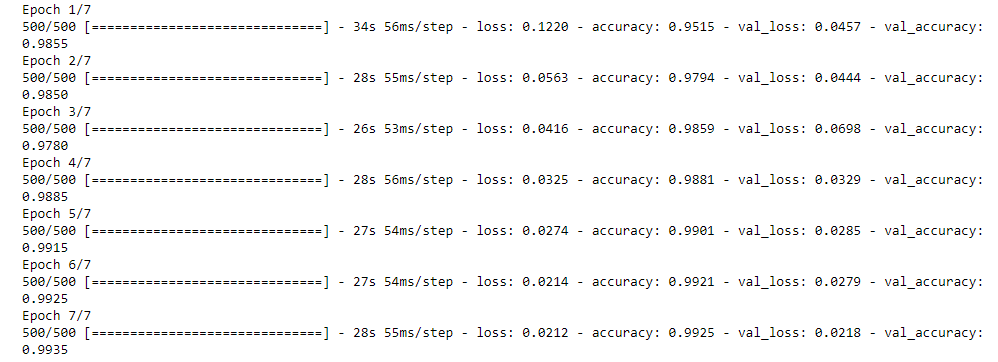 Epoch 1/7
500/500 [==============================] - 34s 56ms/step - loss: 0.1220 - accuracy: 0.9515 - val_loss: 0.0457 - val_accuracy:
0.9855
Epoch 2/7
500/500 [==============================] - 28s 55ms/step - loss: 0.0563 - accuracy: 0.9794 - val_loss: 0.0444 - val_accuracy:
0.9850
Epoch 3/7
500/500 [==============================] - 26s 53ms/step - loss: 0.0416 - accuracy: 0.9859 - val_loss: 0.0698 - val_accuracy:
0.9780
Epoch 4/7
500/500 [==============================] - 28s 56ms/step - loss: 0.0325 - accuracy: 0.9881 - val_loss: 0.0329 - val_accuracy:
0.9885
Epoch 5/7
500/500 [==============================] - 27s 54ms/step - loss: 0.0274 - accuracy: 0.9901 - val_loss: 0.0285 - val_accuracy:
0.9915
Epoch 6/7
500/500 [==============================] - 27s 54ms/step - loss: 0.0214 - accuracy: 0.9921 - val_loss: 0.0279 - val_accuracy:
0.9925
Epoch 7/7
500/500 [==============================] - 28s 55ms/step - loss: 0.0212 - accuracy: 0.9925 - val_loss: 0.0218 - val_accuracy:
0.9935